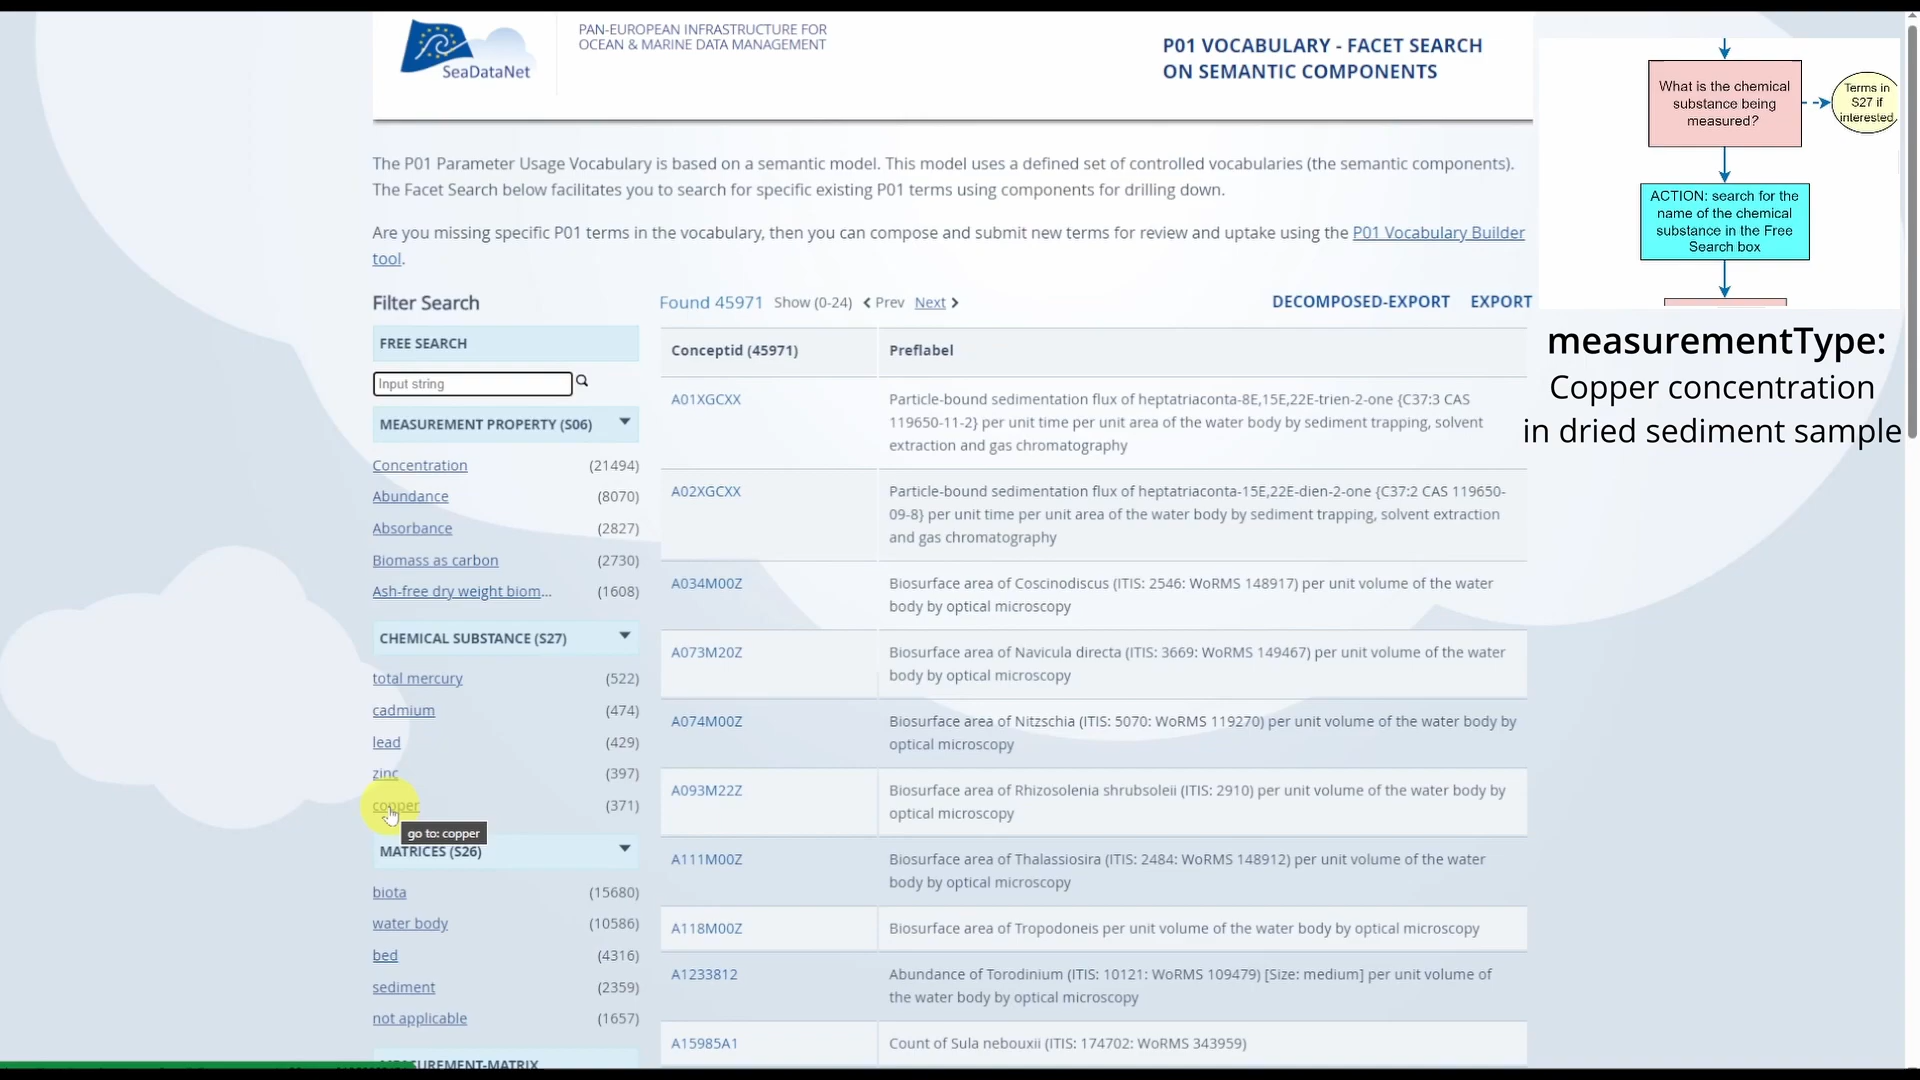 SeaDataNet
PAN-EUROPEAN INFRASTRUCTURE FOR
OCEAN & MARINE DATA MANAGEMENT
P01 VOCABULARY - FACET SEARCH
ON SEMANTIC COMPONENTS
The P01 Parameter Usage Vocabulary is based on a semantic model. This model uses a defined set of controlled vocabularies (the semantic components).
The Facet Search below facilitates you to search for specific existing P01 terms using components for drilling down.
Are you missing specific P01 terms in the vocabulary, then you can compose and submit new terms for review and uptake using the P01 Vocabulary Builder
tool.
Filter Search
FREE SEARCH
Input string
MEASUREMENT PROPERTY (S06)
Concentration (21494)
Abundance (8070)
Absorbance (2827)
Biomass as carbon (2730)
Ash-free dry weight biom... (1608)
CHEMICAL SUBSTANCE (S27)
total mercury (522)
cadmium (474)
lead (429)
zinc (397)
copper (371)
go to: copper
MATRICES (S26)
biota (15680)
water body (10586)
bed (4316)
sediment (2359)
not applicable (1657)
MEASUREMENT-MATRIX
Found 45971 Show (0-24) Prev Next
DECOMPOSED-EXPORT EXPORT
Conceptid (45971) Preflabel
A01XGCXX
Particle-bound sedimentation flux of heptatriaconta-8E,15E,22E-trien-2-one {C37:3 CAS
119650-11-2} per unit time per unit area of the water body by sediment trapping, solvent
extraction and gas chromatography
A02XGCXX
Particle-bound sedimentation flux of heptatriaconta-15E,22E-dien-2-one {C37:2 CAS 119650-
09-8} per unit time per unit area of the water body by sediment trapping, solvent extraction
and gas chromatography
A034M00Z
Biosurface area of Coscinodiscus (ITIS: 2546: WoRMS 148917) per unit volume of the water
body by optical microscopy
A073M20Z
Biosurface area of Navicula directa (ITIS: 3669: WoRMS 149467) per unit volume of the water
body by optical microscopy
A074M00Z
Biosurface area of Nitzschia (ITIS: 5070: WoRMS 119270) per unit volume of the water body by
optical microscopy
A093M22Z
Biosurface area of Rhizosolenia shrubsoleii (ITIS: 2910) per unit volume of the water body by
optical microscopy
A111M00Z
Biosurface area of Thalassiosira (ITIS: 2484: WoRMS 148912) per unit volume of the water
body by optical microscopy
A118M00Z
Biosurface area of Tropodoneis per unit volume of the water body by optical microscopy
A1233812
Abundance of Torodinium (ITIS: 10121: WoRMS 109479) [Size: medium] per unit volume of
the water body by optical microscopy
A15985A1
Count of Sula nebouxii (ITIS: 174702: WoRMS 343959)
What is the chemical
substance being
measured?
Terms in
S27 if
interested
ACTION: search for the
name of the chemical
substance in the Free
Search box
measurementType:
Copper concentration
in dried sediment sample